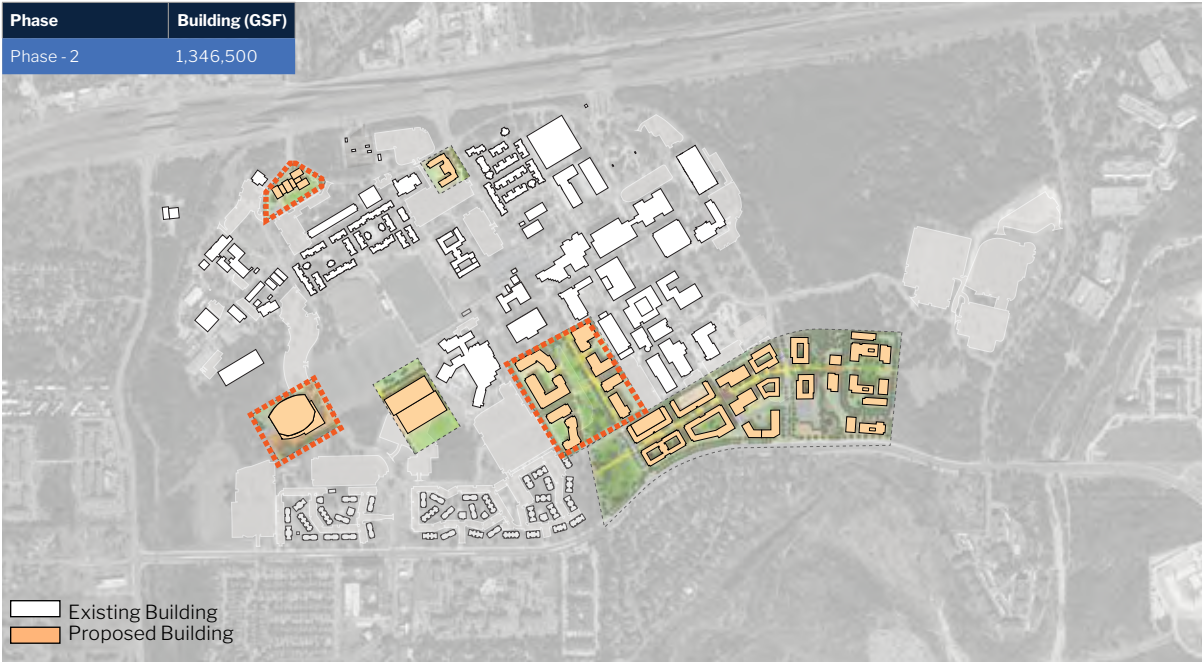 Phase Building (GSF)
Phase - 2 1,346,500
Existing Building
Proposed Building